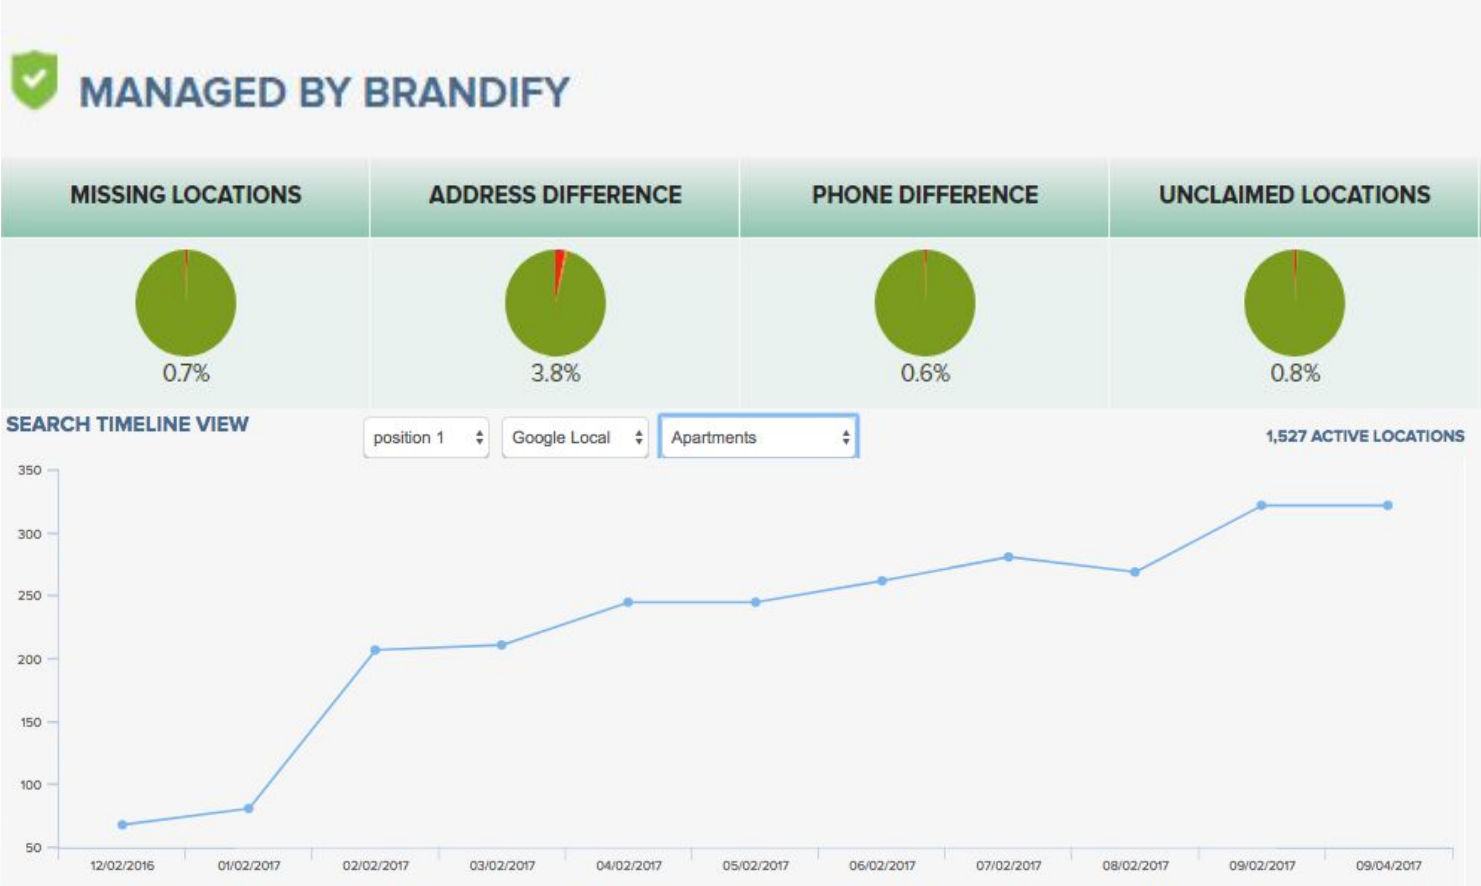 MANAGED BY BRANDIFY
MISSING LOCATIONS ADDRESS DIFFERENCE PHONE DIFFERENCE UNCLAIMED LOCATIONS
0.7% 3.8% 0.6% 0.8%
SEARCH TIMELINE VIEW position 1 Google Local Apartments 1,527 ACTIVE LOCATIONS
350
300
250
200
150
100
50
12/02/2016 01/02/2017 02/02/2017 03/02/2017 04/02/2017 05/02/2017 06/02/2017 07/02/2017 08/02/2017 09/02/2017 09/04/2017